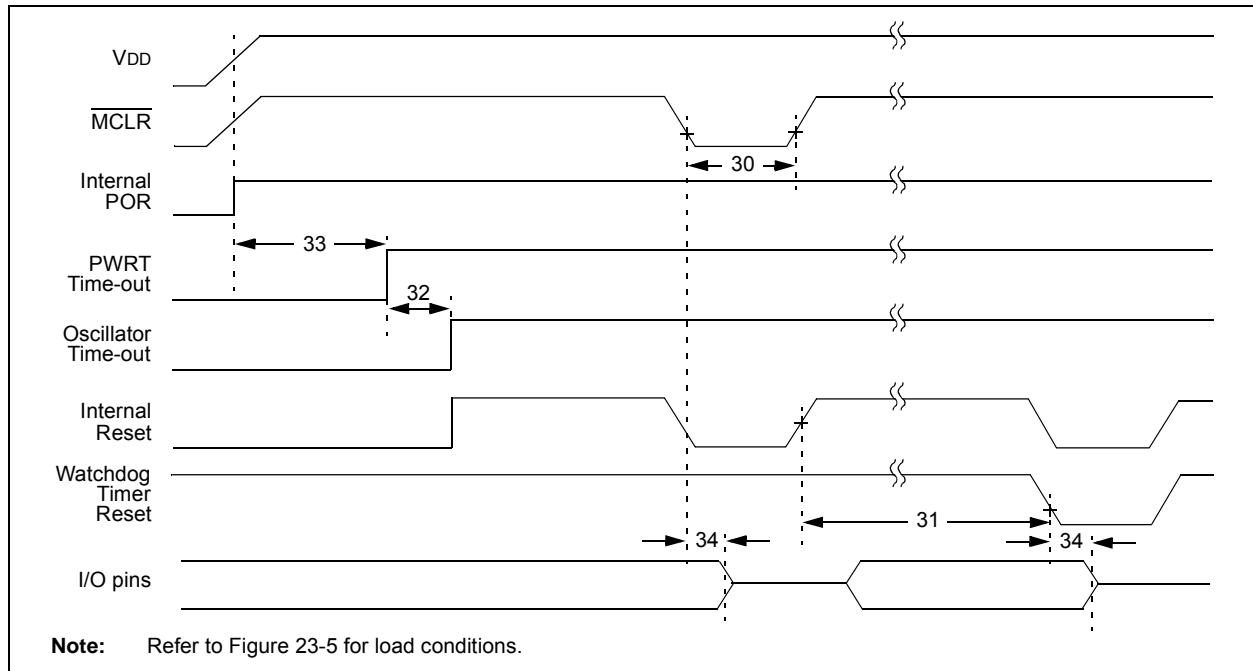 VDD
MCLR
30
Internal
POR
33
PWRT
Time-out
32
Oscillator
Time-out
Internal
Reset
Watchdog
Timer
Reset
31
34
34
I/O pins
Note: Refer to Figure 23-5 for load conditions.